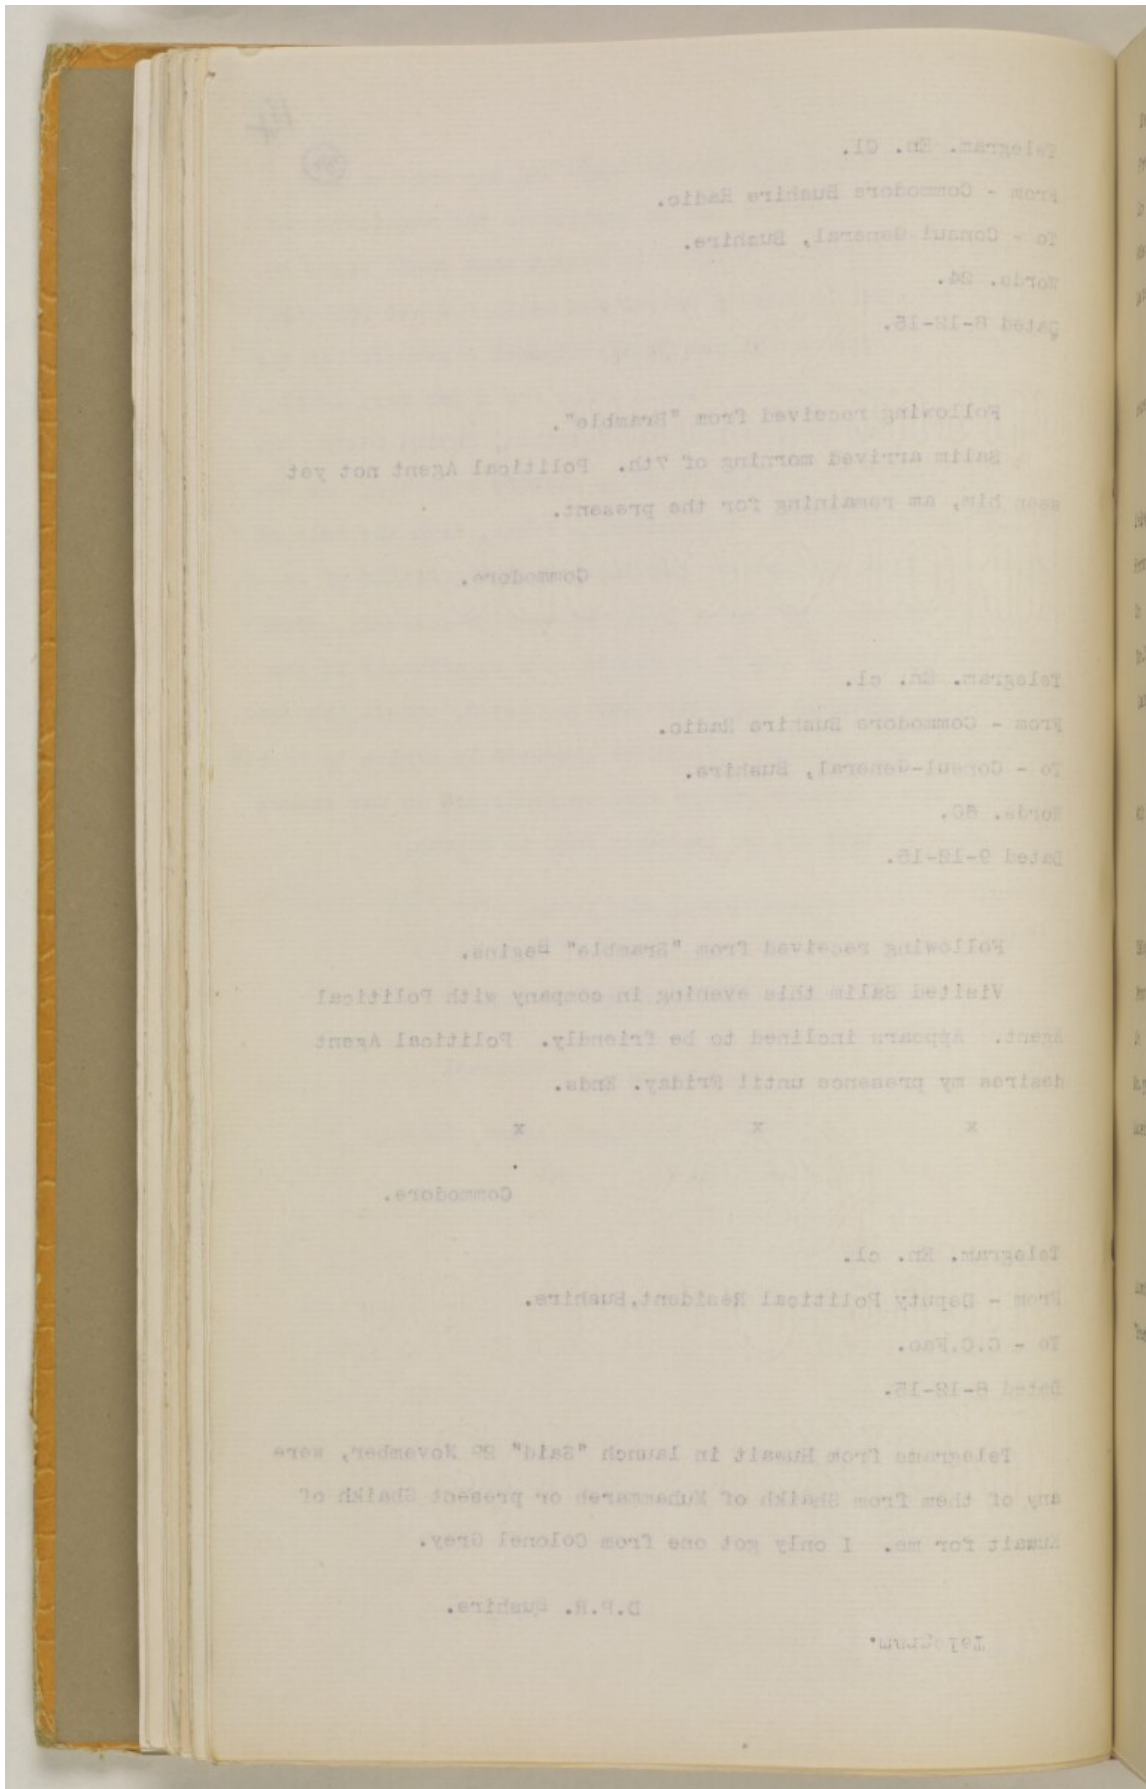 Telegram. En. Cl.
From - Commodore Bushire Radio.
To - Consul-General, Bushire.
Words. 24.
Dated 8-12-15.
Following received from "Bramble".
Salim arrived morning of 7th. Political Agent not yet
seen him, am remaining for the present.
Commodore.
Telegram. En. cl.
From - Commodore Bushire Radio.
To - Consul-General, Bushire.
Words. 60.
Dated 9-12-15.
Following received from "Bramble" Begins.
Visited Salim this evening in company with Political
Agent. Appears inclined to be friendly. Political Agent
desires my presence until Friday. Ends.
x x x
Commodore.
Telegram. En. cl.
From - Deputy Political Resident, Bushire.
To - C.C.Fao.
Dated 8-12-15.
Telegrams from Kuwait in launch "Said" 29 November, were
any of them from Shaikh of Muhammareh or present Shaikh of
Kuwait for me. I only got one from Colonel Grey.
D.P.R. Bushire.